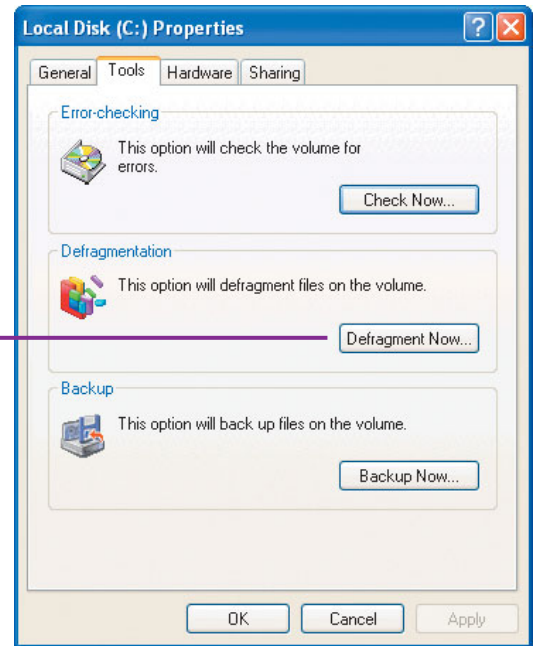 Local Disk (C:) Properties
General Tools Hardware Sharing
Error-checking
This option will check the volume for
errors.
Check Now...
Defragmentation
This option will defragment files on the volume.
Defragment Now...
Backup
This option will back up files on the volume.
Backup Now...
OK Cancel Apply